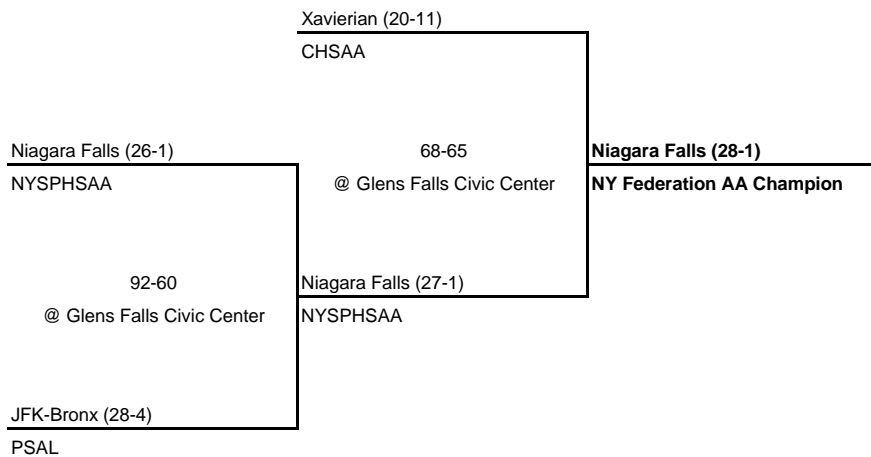 Xavierian (20-11)
CHSAA
Niagara Falls (26-1)
68-65
Niagara Falls (28-1)
NYSPHSAA
@ Glens Falls Civic Center
NY Federation AA Champion
92-60
Niagara Falls (27-1)
@ Glens Falls Civic Center
NYSPHSAA
JFK-Bronx (28-4)
PSAL